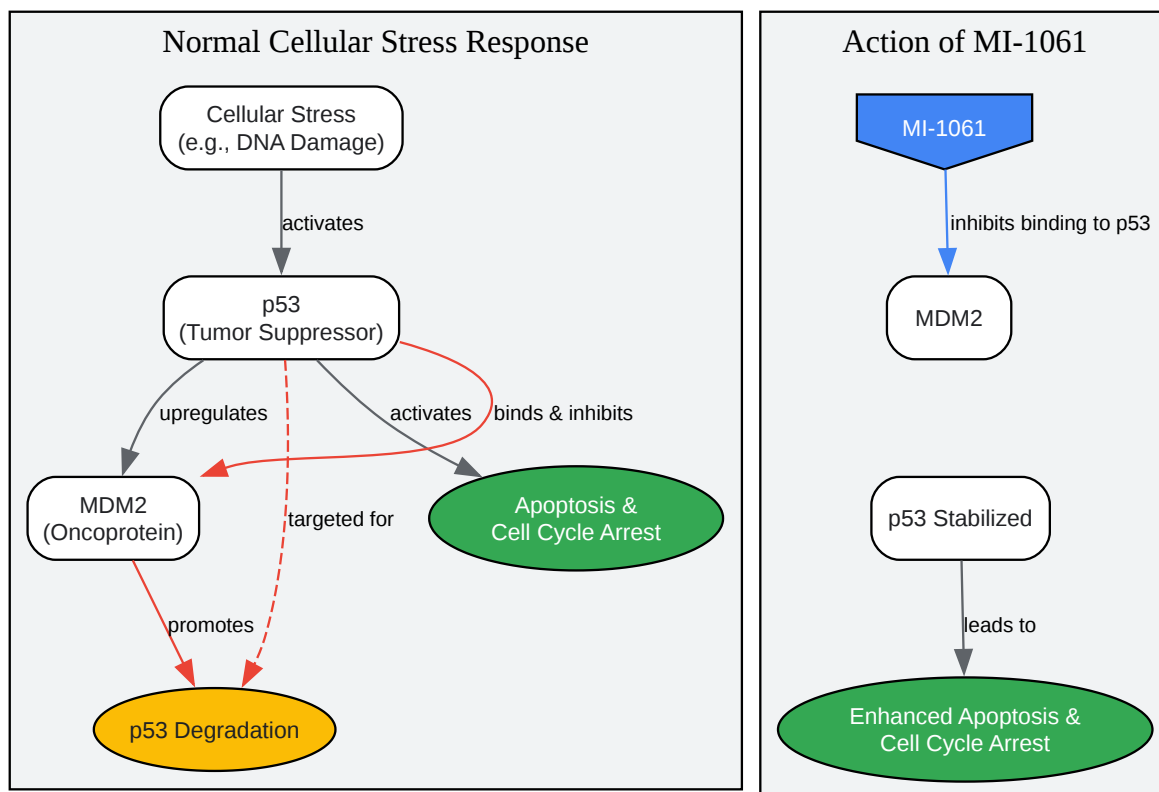 Normal Cellular Stress Response
Cellular Stress
(e.g., DNA Damage)
activates
p53
(Tumor Suppressor)
upregulates
activates
binds & inhibits
MDM2
(Oncoprotein)
targeted for
Apoptosis &
Cell Cycle Arrest
promotes
p53 Degradation
Action of MI-1061
MI-1061
inhibits binding to p53
MDM2
p53 Stabilized
leads to
Enhanced Apoptosis &
Cell Cycle Arrest